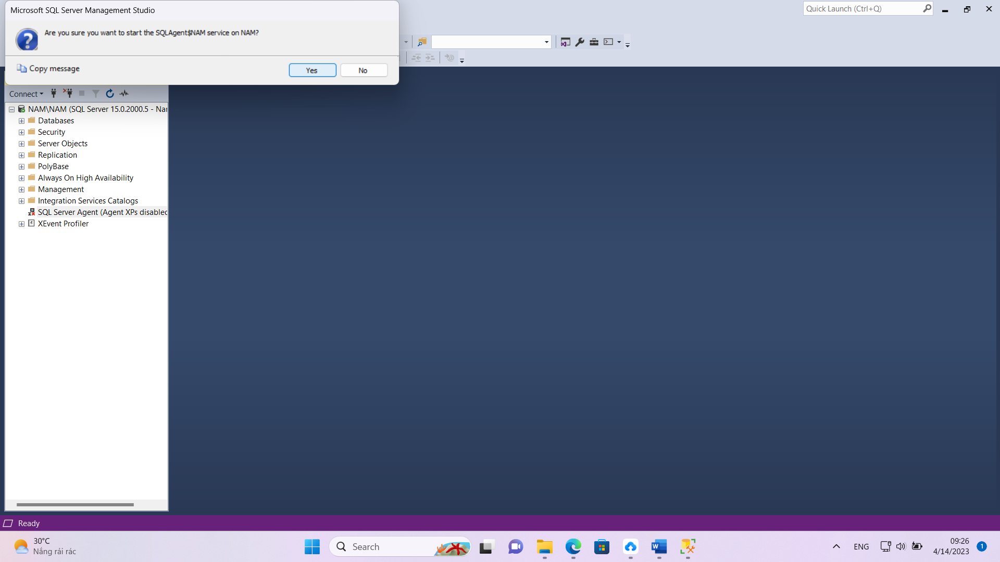 Microsoft SQL Server Management Studio
Quick Launch (Ctrl+Q)
Are you sure you want to start the SQLAgent$NAM service on NAM?
Copy message
Yes
No
Connect
NAM\NAM (SQL Server 15.0.2000.5 - Nar
Databases
Security
Server Objects
Replication
PolyBase
Always On High Availability
Management
Integration Services Catalogs
SQL Server Agent (Agent XPs disabled
XEvent Profiler
Ready
30°C
Nắng rải rác
Search
ENG
09:26
4/14/2023
1